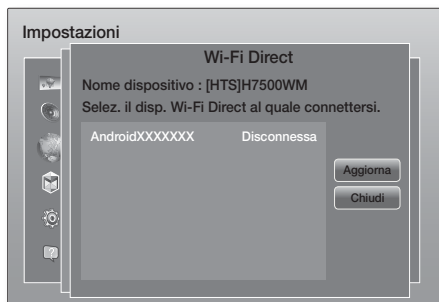 Impostazioni
Wi-Fi Direct
Nome dispositivo : [HTS]H7500WM
Selez. il disp. Wi-Fi Direct al quale connettersi.
AndroidXXXXXXX Disconnessa
Aggiorna
Chiudi